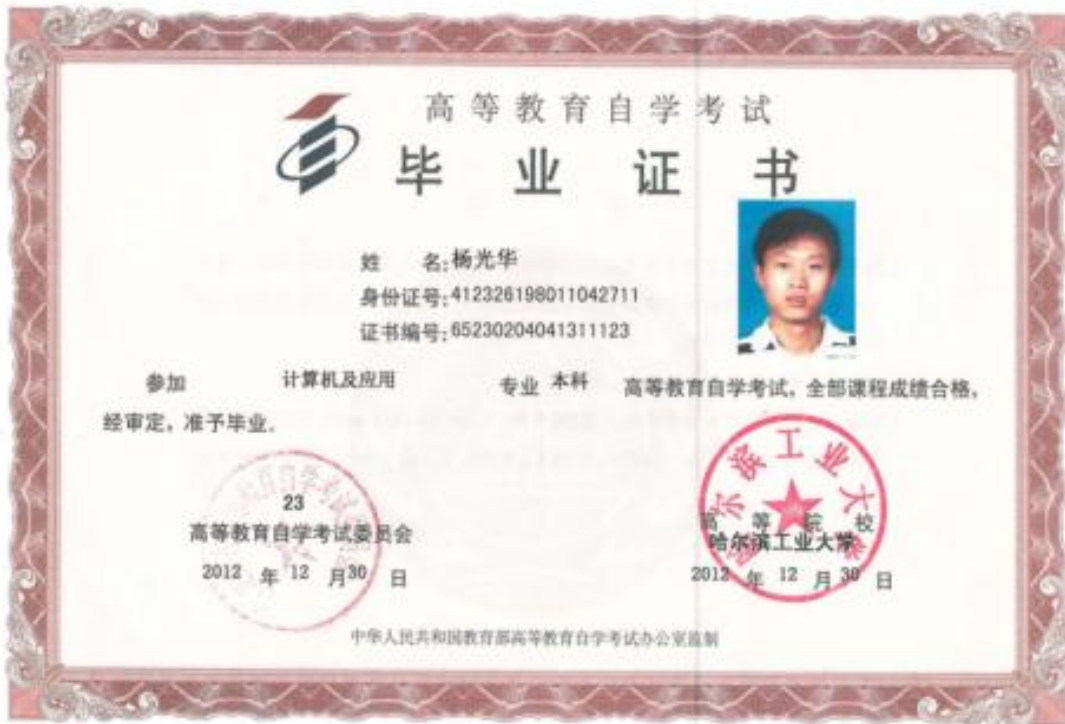 高等教育自学考试
毕业证书
姓 名:杨光华
身份证号:412326198011042711
证书编号:65230204041311123
参加 计算机及应用 专业 本科 高等教育自学考试,全部课程成绩合格,
经审定,准予毕业。
23
高等教育自学考试委员会
2012 年 12 月 30 日
哈尔滨工业大学
高等院校
哈尔滨工业大学
2012 年 12 月 30 日
中华人民共和国教育部高等教育自学考试办公室监制